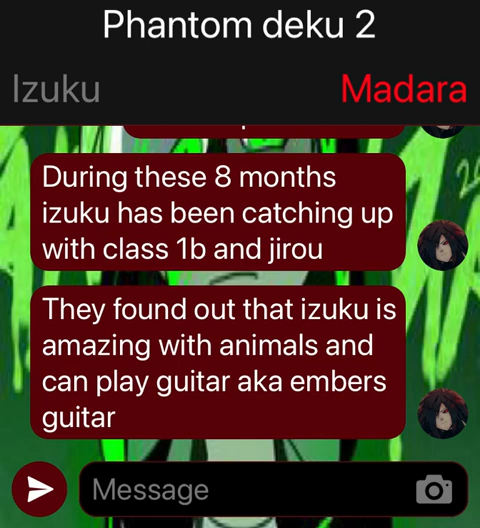 Phantom deku 2
Izuku
Madara
During these 8 months
izuku has been catching up
with class 1b and jirou
They found out that izuku is
amazing with animals and
can play guitar aka embers
guitar
Message